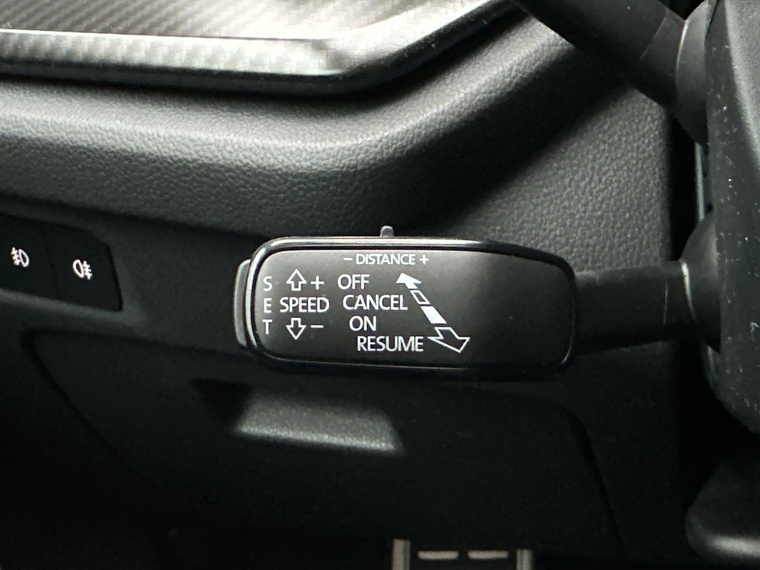 − DISTANCE +
S + OFF
E SPEED CANCEL
T − ON
RESUME